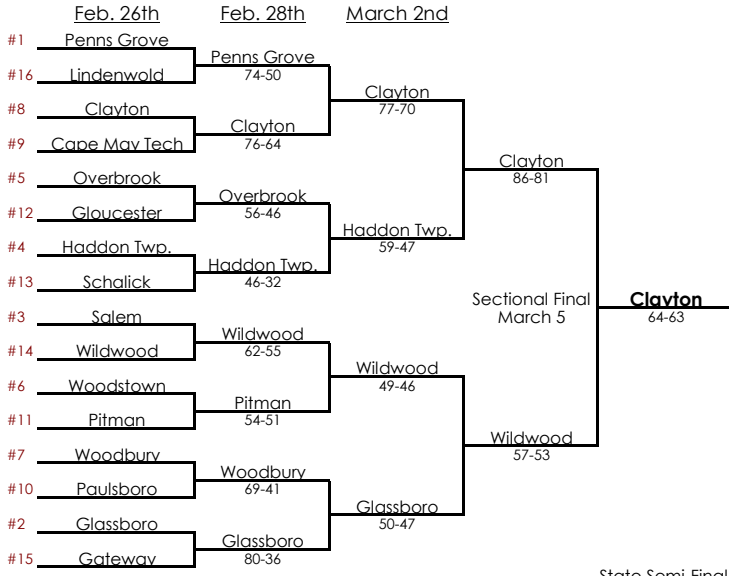 Feb. 26th Feb. 28th March 2nd
#1 Penns Grove
Penns Grove
#16 Lindenwold 74-50
Clayton
#8 Clayton 77-70
Clayton
#9 Cape May Tech 76-64
Clayton
#5 Overbrook 86-81
Overbrook
#12 Gloucester 56-46
Haddon Twp.
#4 Haddon Twp. 59-47
Haddon Twp.
#13 Schalick 46-32
Sectional Final Clayton
#3 Salem March 5 64-63
Wildwood
#14 Wildwood 62-55
Wildwood
#6 Woodstown 49-46
Pitman
#11 Pitman 54-51
Wildwood
#7 Woodbury 57-53
Woodbury
#10 Paulsboro 69-41
Glassboro
#2 Glassboro 50-47
Glassboro
#15 Gateway 80-36
State Semi-Final